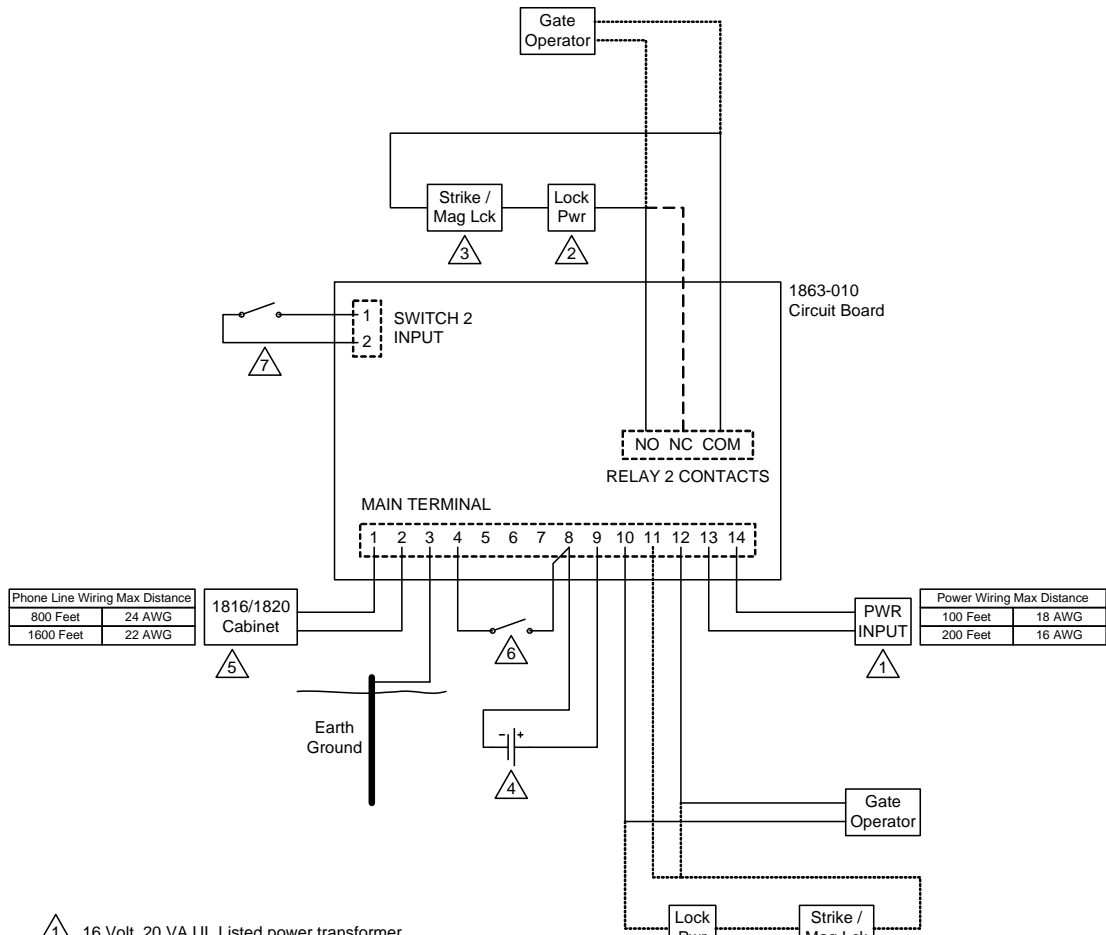 Gate
Operator
Strike /
Mag Lck
3
Lock
Pwr
2
1863-010
Circuit Board
1
2
SWITCH 2
INPUT
7
NO NC COM
RELAY 2 CONTACTS
MAIN TERMINAL
1 2 3 4 5 6 7 8 9 10 11 12 13 14
Phone Line Wiring Max Distance
800 Feet 24 AWG
1600 Feet 22 AWG
1816/1820
Cabinet
5
6
PWR
INPUT
1
Power Wiring Max Distance
100 Feet 18 AWG
200 Feet 16 AWG
Earth
Ground
- +
4
Gate
Operator
Lock
Pwr
Strike /
Mag Lck
1 16 Volt, 20 VA UL Listed power transformer